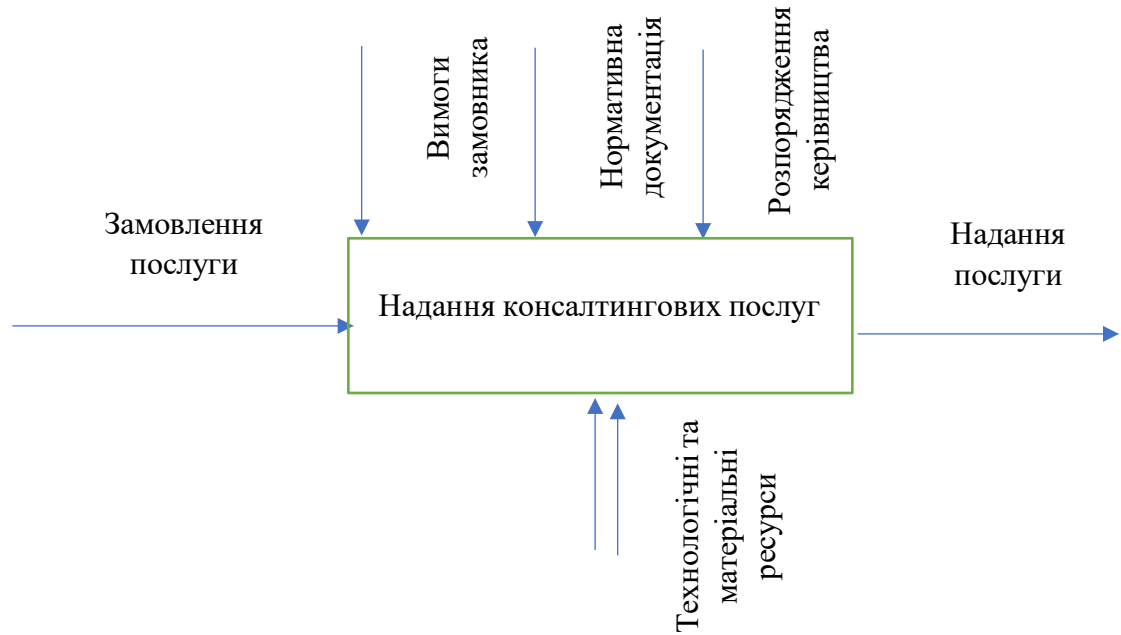 Вимоги
замовника
Нормативна
документація
Розпорядження
керівництва
Замовлення
послуги
Надання консалтингових послуг
Надання
послуги
Технологічні та
матеріальні
ресурси